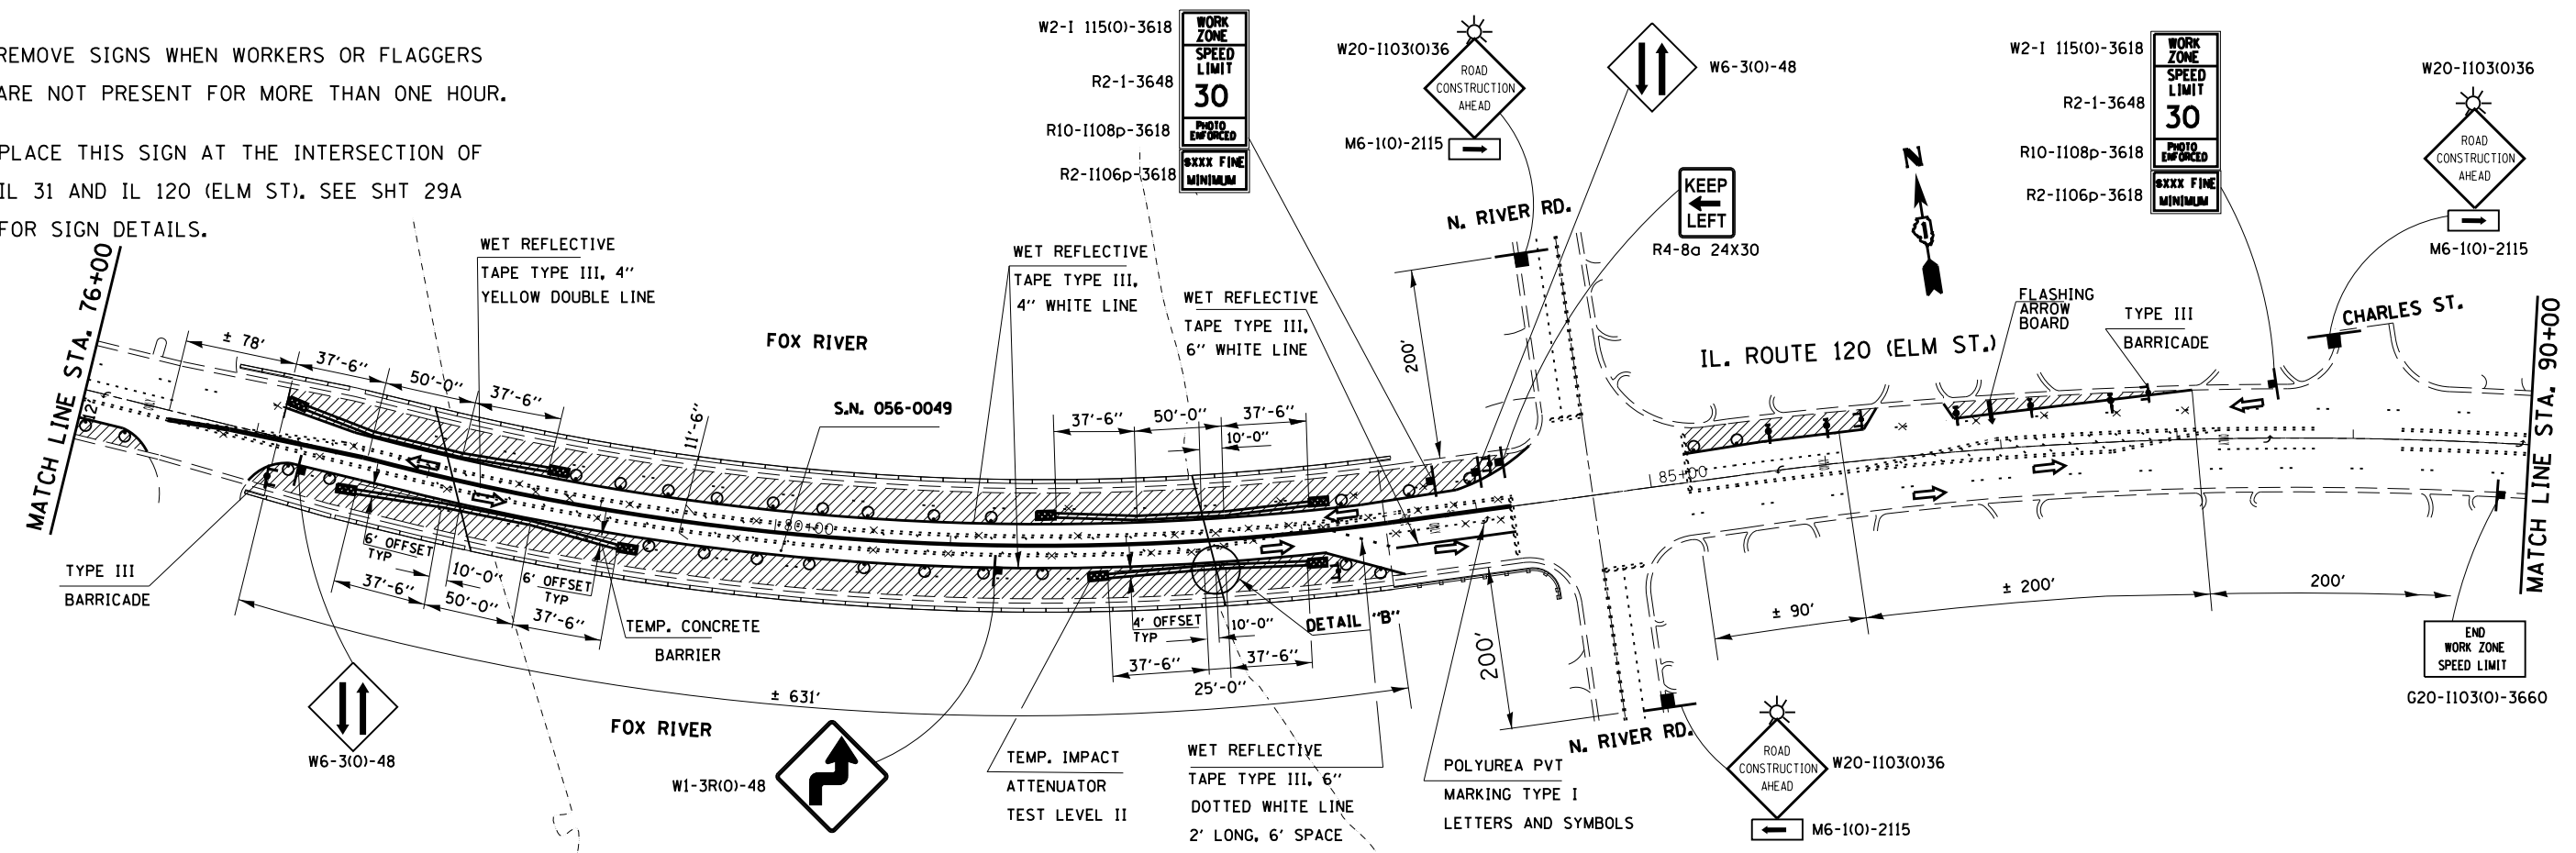 REMOVE SIGNS WHEN WORKERS OR FLAGGERS
ARE NOT PRESENT FOR MORE THAN ONE HOUR.
PLACE THIS SIGN AT THE INTERSECTION OF
IL 31 AND IL 120 (ELM ST). SEE SHT 29A
FOR SIGN DETAILS.
MATCH LINE STA. 76+00
12'
± 78'
37'-6"
50'-0"
37'-6"
WET REFLECTIVE
TAPE TYPE III, 4"
YELLOW DOUBLE LINE
FOX RIVER
S.N. 056-0049
11'-6"
80+00
WET REFLECTIVE
TAPE TYPE III,
4" WHITE LINE
W2-I 115(0)-3618
R2-1-3648
R10-I108p-3618
R2-I106p-3618
WORK
ZONE
SPEED
LIMIT
30
PHOTO
ENFORCED
$XXX FINE
MINIMUM
WET REFLECTIVE
TAPE TYPE III,
6" WHITE LINE
37'-6"
50'-0"
37'-6"
10'-0"
W20-I103(0)36
ROAD
CONSTRUCTION
AHEAD
M6-1(0)-2115
W6-3(0)-48
KEEP
LEFT
R4-8a 24X30
N. RIVER RD.
200'
N
IL. ROUTE 120 (ELM ST.)
85+00
FLASHING
ARROW
BOARD
TYPE III
BARRICADE
W2-I 115(0)-3618
R2-1-3648
R10-I108p-3618
R2-I106p-3618
WORK
ZONE
SPEED
LIMIT
30
PHOTO
ENFORCED
$XXX FINE
MINIMUM
W20-I103(0)36
ROAD
CONSTRUCTION
AHEAD
M6-1(0)-2115
CHARLES ST.
MATCH LINE STA. 90+00
TYPE III
BARRICADE
6' OFFSET
TYP
37'-6"
10'-0"
50'-0"
6' OFFSET
TYP
37'-6"
TEMP. CONCRETE
BARRIER
± 631'
W6-3(0)-48
FOX RIVER
W1-3R(0)-48
TEMP. IMPACT
ATTENUATOR
TEST LEVEL II
4' OFFSET
TYP
10'-0"
37'-6"
37'-6"
25'-0"
DETAIL "B"
WET REFLECTIVE
TAPE TYPE III, 6"
DOTTED WHITE LINE
2' LONG, 6' SPACE
POLYUREA PVT
MARKING TYPE I
LETTERS AND SYMBOLS
200'
N. RIVER RD.
ROAD
CONSTRUCTION
AHEAD
W20-I103(0)36
M6-1(0)-2115
± 90'
± 200'
200'
END
WORK ZONE
SPEED LIMIT
G20-I103(0)-3660